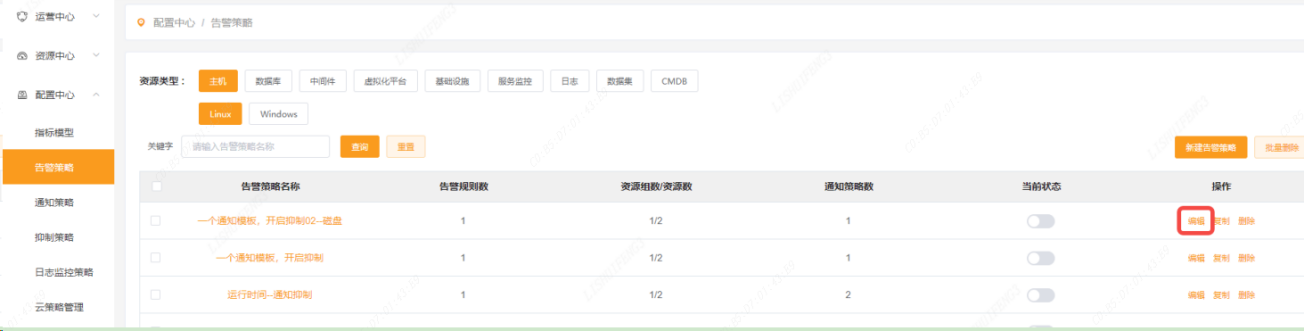 运营中心
配置中心 / 告警策略
资源中心
资源类型： 主机 数据库 中间件 虚拟化平台 基础设施 服务监控 日志 数据集 CMDB
配置中心
Linux Windows
指标模型
关键字 请输入告警策略名称 查询 重置 新建告警策略 批量删除
告警策略
告警策略名称 告警规则数 资源组数/资源数 通知策略数 当前状态 操作
通知策略
一个通知模板，开启抑制02--磁盘 1 1/2 1 编辑 复制 删除
抑制策略
一个通知模板，开启抑制 1 1/2 1 编辑 复制 删除
日志监控策略
运行时间--通知抑制 1 1/2 2 编辑 复制 删除
云策略管理